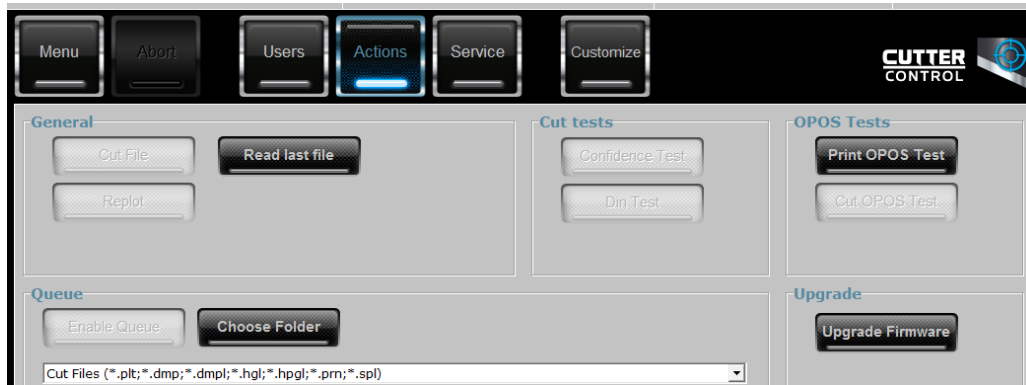 Menu
Abort
Users
Actions
Service
Customize
CUTTER
CONTROL
General
Cut File
Read last file
Replot
Cut tests
Confidence Test
Din Test
OPOS Tests
Print OPOS Test
Cut OPOS Test
Queue
Enable Queue
Choose Folder
Cut Files (*.plt;*.dmp;*.dmpl;*.hgl;*.hpgl;*.prn;*.spl)
Upgrade
Upgrade Firmware